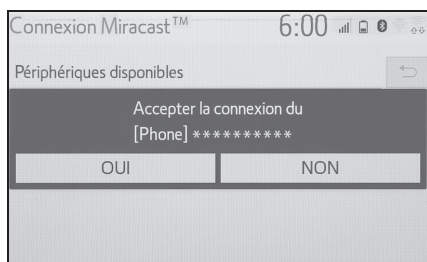 Connexion Miracast™ 6:00
Périphériques disponibles
Accepter la connexion du
[Phone] **********
OUI NON